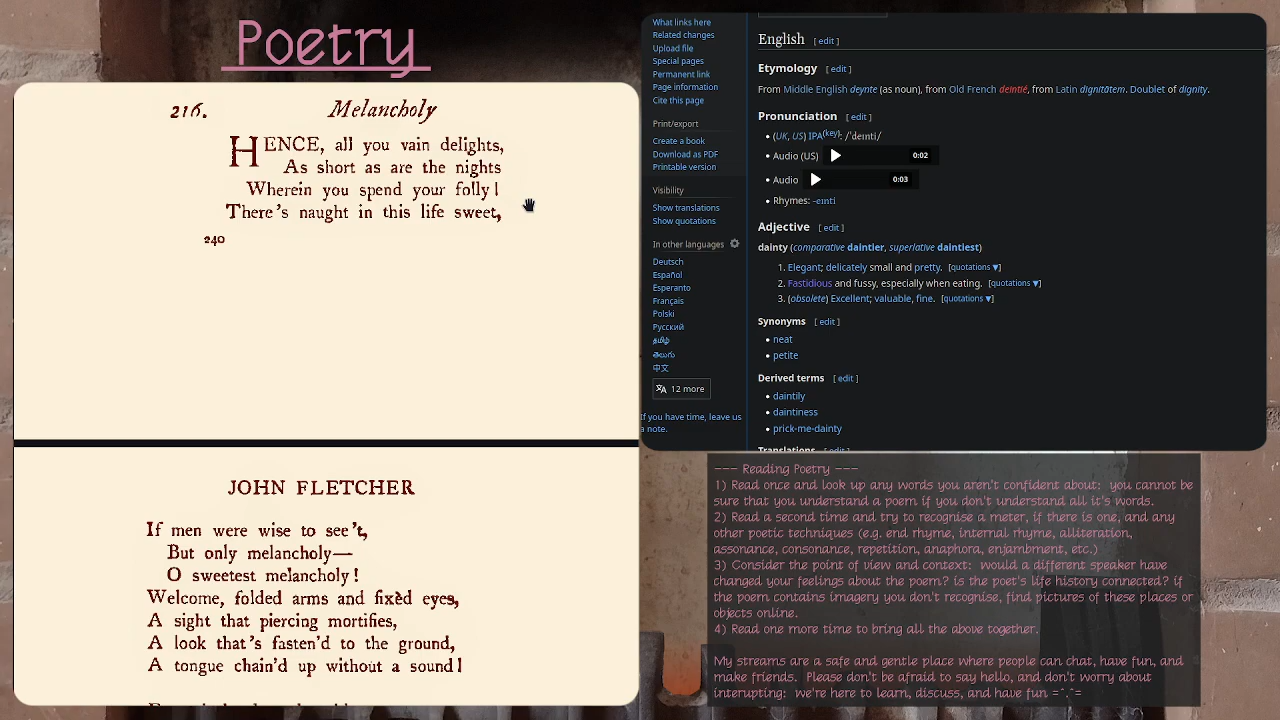 Poetry
216. Melancholy
HENCE, all you vain delights,
As short as are the nights
Wherein you spend your folly!
There's naught in this life sweet,
240
JOHN FLETCHER
If men were wise to see't,
But only melancholy—
O sweetest melancholy!
Welcome, folded arms and fixèd eyes,
A sight that piercing mortifies,
A look that's fasten'd to the ground,
A tongue chain'd up without a sound!
What links here
Related changes
Upload file
Special pages
Permanent link
Page information
Cite this page
Print/export
Create a book
Download as PDF
Printable version
Visibility
Show translations
Show quotations
In other languages
Deutsch
Español
Esperanto
Français
Polski
Русский
தமிழ்
తెలుగు
中文
12 more
If you have time, leave us
a note.
English [ edit ]
Etymology [ edit ]
From Middle English deynte (as noun), from Old French deintié, from Latin dignitātem. Doublet of dignity.
Pronunciation [ edit ]
• (UK, US) IPA(key): /ˈdeɪnti/
• Audio (US) 0:02
• Audio 0:03
• Rhymes: -eɪnti
Adjective [ edit ]
dainty (comparative daintier, superlative daintiest)
1. Elegant; delicately small and pretty. [quotations ▼]
2. Fastidious and fussy, especially when eating. [quotations ▼]
3. (obsolete) Excellent; valuable, fine. [quotations ▼]
Synonyms [ edit ]
• neat
• petite
Derived terms [ edit ]
• daintily
• daintiness
• prick-me-dainty
Translations [ edit ]
--- Reading Poetry ---
1) Read once and look up any words you aren't confident about: you cannot be
sure that you understand a poem if you don't understand all it's words.
2) Read a second time and try to recognise a meter, if there is one, and any
other poetic techniques (e.g. end rhyme, internal rhyme, alliteration,
assonance, consonance, repetition, anaphora, enjambment, etc.)
3) Consider the point of view and context: would a different speaker have
changed your feelings about the poem? is the poet's life history connected? if
the poem contains imagery you don't recognise, find pictures of these places or
objects online.
4) Read one more time to bring all the above together.
My streams are a safe and gentle place where people can chat, have fun, and
make friends. Please don't be afraid to say hello, and don't worry about
interupting: we're here to learn, discuss, and have fun =^.^=